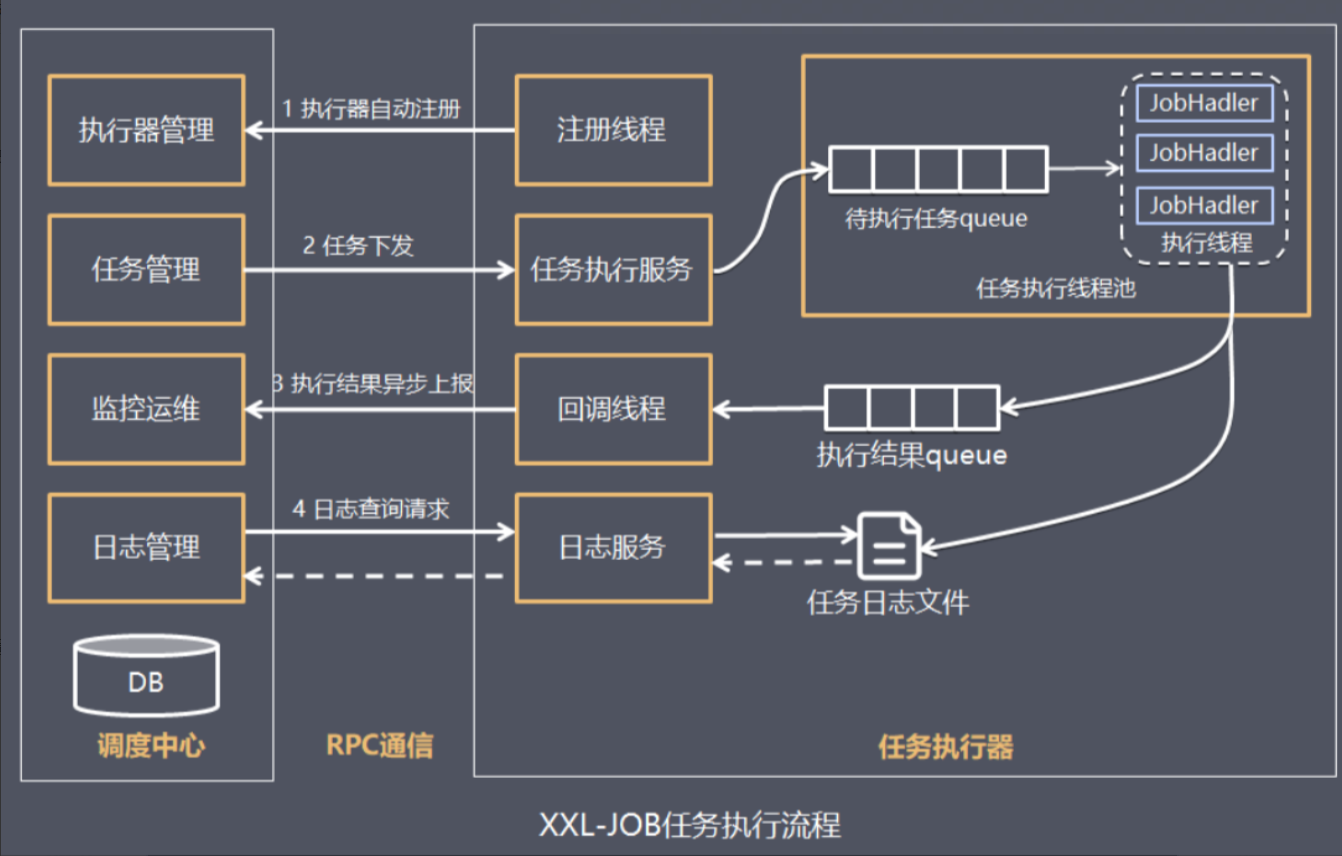 执行器管理
1 执行器自动注册
注册线程
JobHadler
JobHadler
JobHadler
执行线程
待执行任务queue
任务执行线程池
任务管理
2 任务下发
任务执行服务
监控运维
3 执行结果异步上报
回调线程
执行结果queue
日志管理
4 日志查询请求
日志服务
任务日志文件
DB
调度中心
RPC通信
任务执行器
XXL-JOB任务执行流程